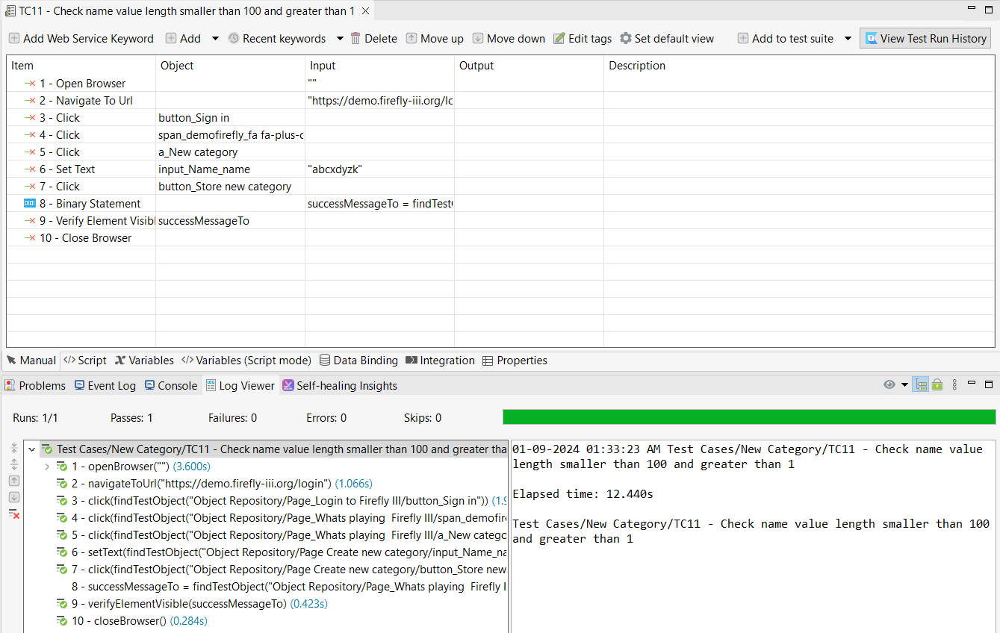 TC11 - Check name value length smaller than 100 and greater than 1
Add Web Service Keyword Add Recent keywords Delete Move up Move down Edit tags Set default view Add to test suite View Test Run History
Item Object Input Output Description
1 - Open Browser ""
2 - Navigate To Url "https://demo.firefly-iii.org/lo
3 - Click button_Sign in
4 - Click span_demofirefly_fa fa-plus-c
5 - Click a_New category
6 - Set Text input_Name_name "abcxdyzk"
7 - Click button_Store new category
8 - Binary Statement successMessageTo = findTest
9 - Verify Element Visibl successMessageTo
10 - Close Browser
Manual Script Variables Variables (Script mode) Data Binding Integration Properties
Problems Event Log Console Log Viewer Self-healing Insights
Runs: 1/1 Passes: 1 Failures: 0 Errors: 0 Skips: 0
Test Cases/New Category/TC11 - Check name value length smaller than 100 and greater tha
1 - openBrowser("") (3.600s)
2 - navigateToUrl("https://demo.firefly-iii.org/login") (1.066s)
3 - click(findTestObject("Object Repository/Page_Login to Firefly III/button_Sign in")) (1.9
4 - click(findTestObject("Object Repository/Page_Whats playing  Firefly III/span_demofire
5 - click(findTestObject("Object Repository/Page_Whats playing  Firefly III/a_New catego
6 - setText(findTestObject("Object Repository/Page Create new category/input_Name_na
7 - click(findTestObject("Object Repository/Page Create new category/button_Store new
8 - successMessageTo = findTestObject("Object Repository/Page_Whats playing  Firefly I
9 - verifyElementVisible(successMessageTo) (0.423s)
10 - closeBrowser() (0.284s)
01-09-2024 01:33:23 AM Test Cases/New Category/TC11 - Check name value
length smaller than 100 and greater than 1
Elapsed time: 12.440s
Test Cases/New Category/TC11 - Check name value length smaller than 100
and greater than 1